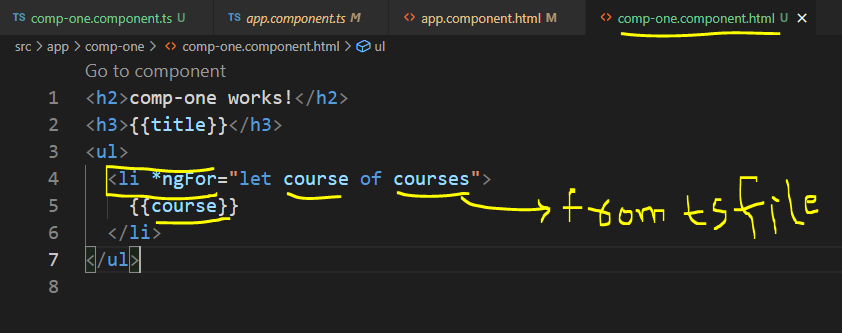 TS comp-one.component.ts U TS app.component.ts M <> app.component.html M <> comp-one.component.html U ×
src > app > comp-one > <> comp-one.component.html > ul
Go to component
1 <h2>comp-one works!</h2>
2 <h3>{{title}}</h3>
3 <ul>
4 <li *ngFor="let course of courses">
5 {{course}}
from ts file
6 </li>
7 </ul>
8